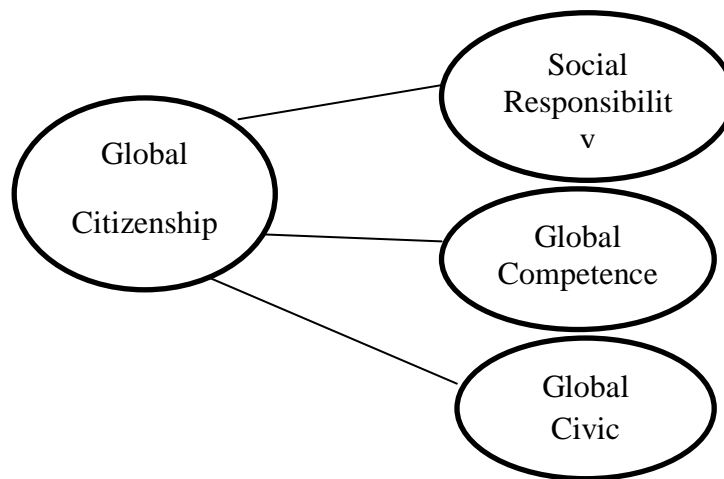 Social
Responsibilit
v
Global
Citizenship
Global
Competence
Global
Civic